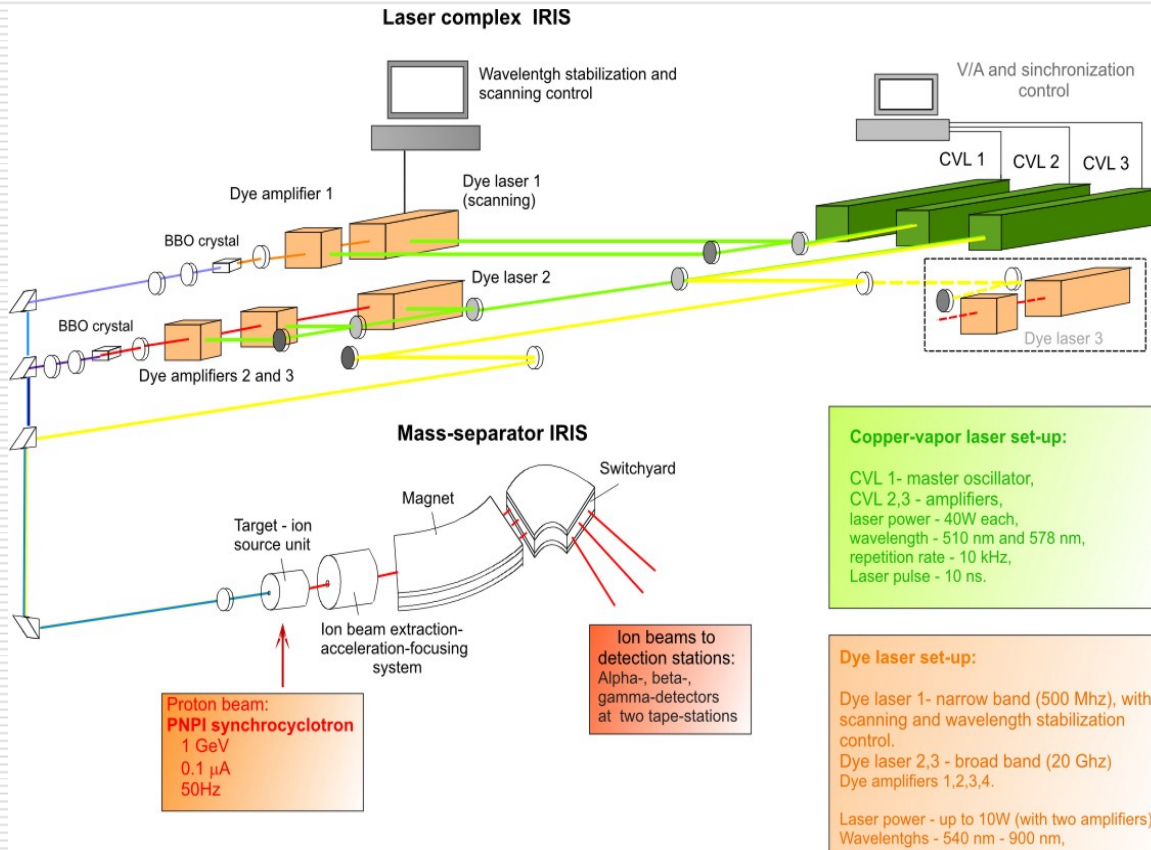 Laser complex IRIS
Wavelentgh stabilization and
scanning control
V/A and sinchronization
control
CVL 1
CVL 2
CVL 3
Dye amplifier 1
Dye laser 1
(scanning)
BBO crystal
Dye laser 2
BBO crystal
Dye laser 3
Dye amplifiers 2 and 3
Mass-separator IRIS
Switchyard
Magnet
Target - ion
source unit
Ion beam extraction-
acceleration-focusing
system
Proton beam:
PNPI synchrocyclotron
1 GeV
0.1 μA
50Hz
Ion beams to
detection stations:
Alpha-, beta-,
gamma-detectors
at two tape-stations
Copper-vapor laser set-up:
CVL 1- master oscillator,
CVL 2,3 - amplifiers,
laser power - 40W each,
wavelength - 510 nm and 578 nm,
repetition rate - 10 kHz,
Laser pulse - 10 ns.
Dye laser set-up:
Dye laser 1- narrow band (500 Mhz), with
scanning and wavelength stabilization
control.
Dye laser 2,3 - broad band (20 Ghz)
Dye amplifiers 1,2,3,4.
Laser power - up to 10W (with two amplifiers)
Wavelentghs - 540 nm - 900 nm,